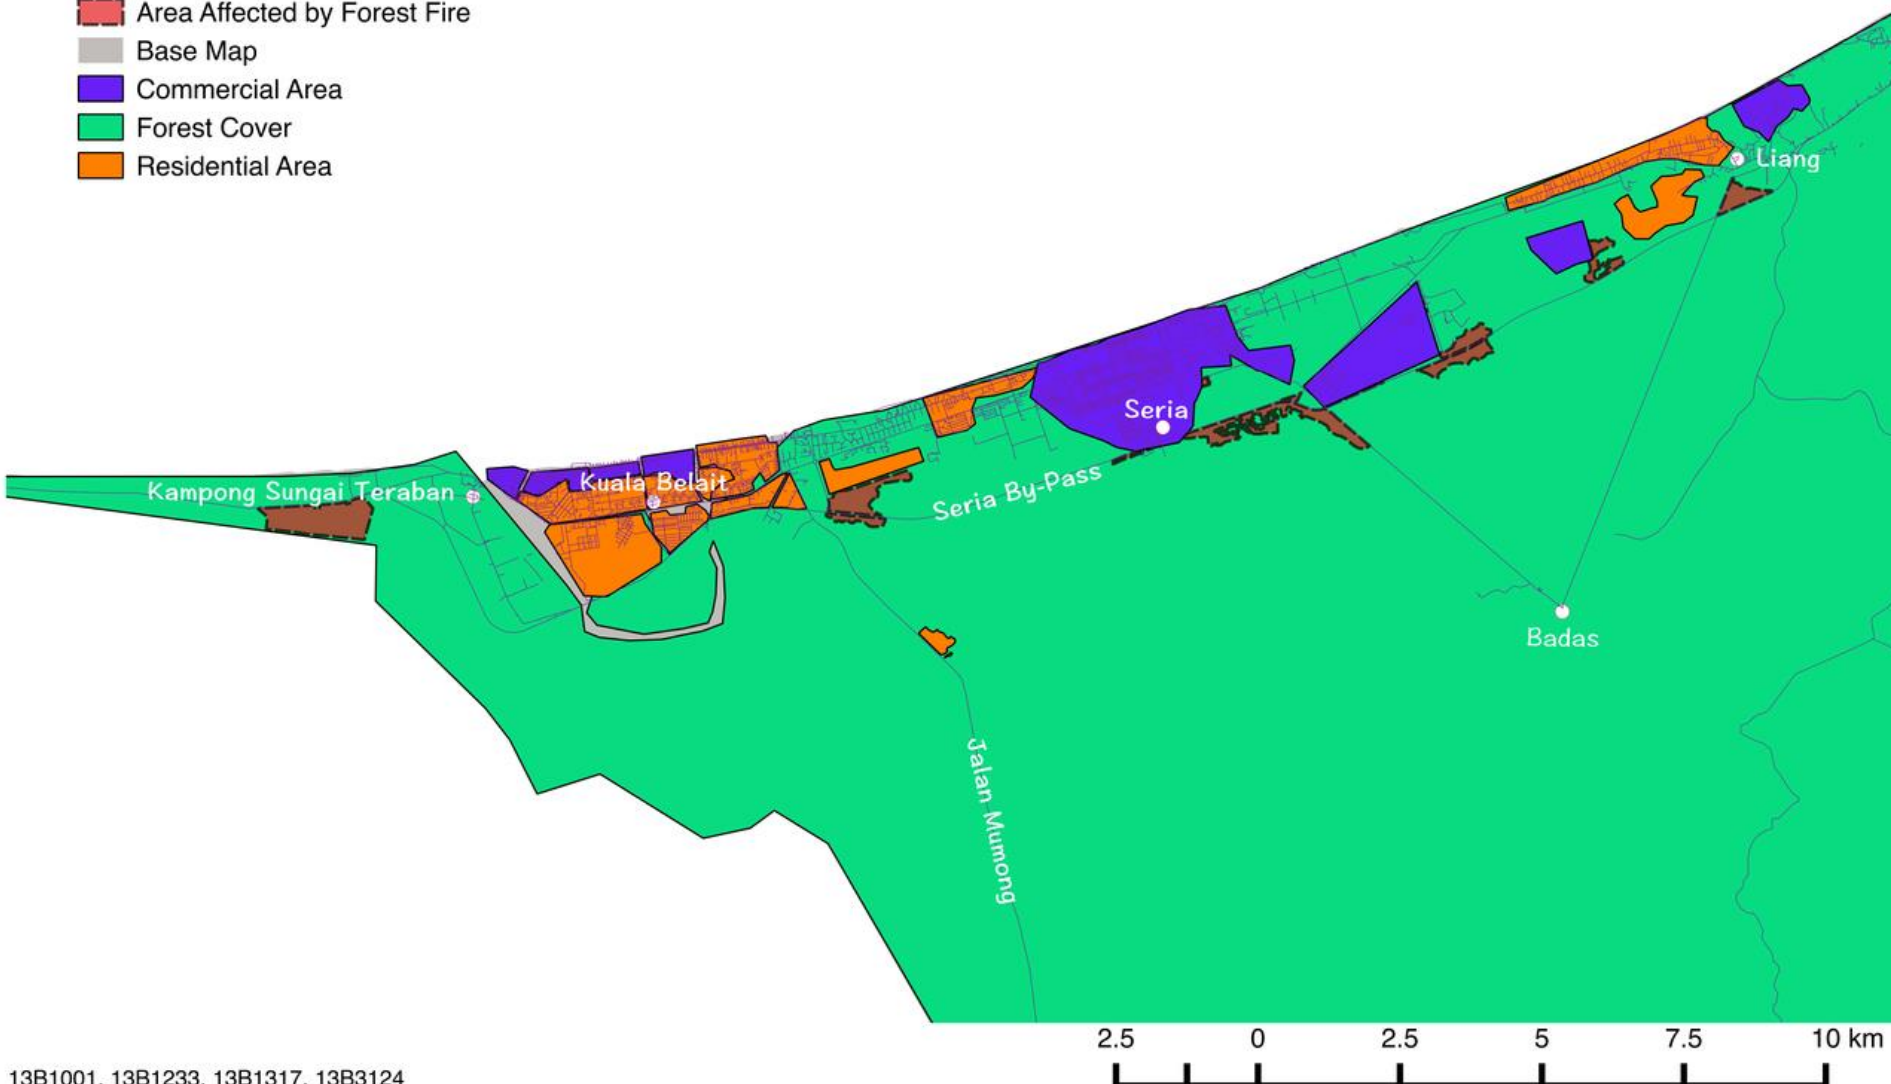 Area Affected by Forest Fire
Base Map
Commercial Area
Forest Cover
Residential Area
Liang
Seria
Kuala Belait
Kampong Sungai Teraban
Seria By-Pass
Badas
Jalan Mumong
2.5 0 2.5 5 7.5 10 km
13B1001, 13B1233, 13B1317, 13B3124